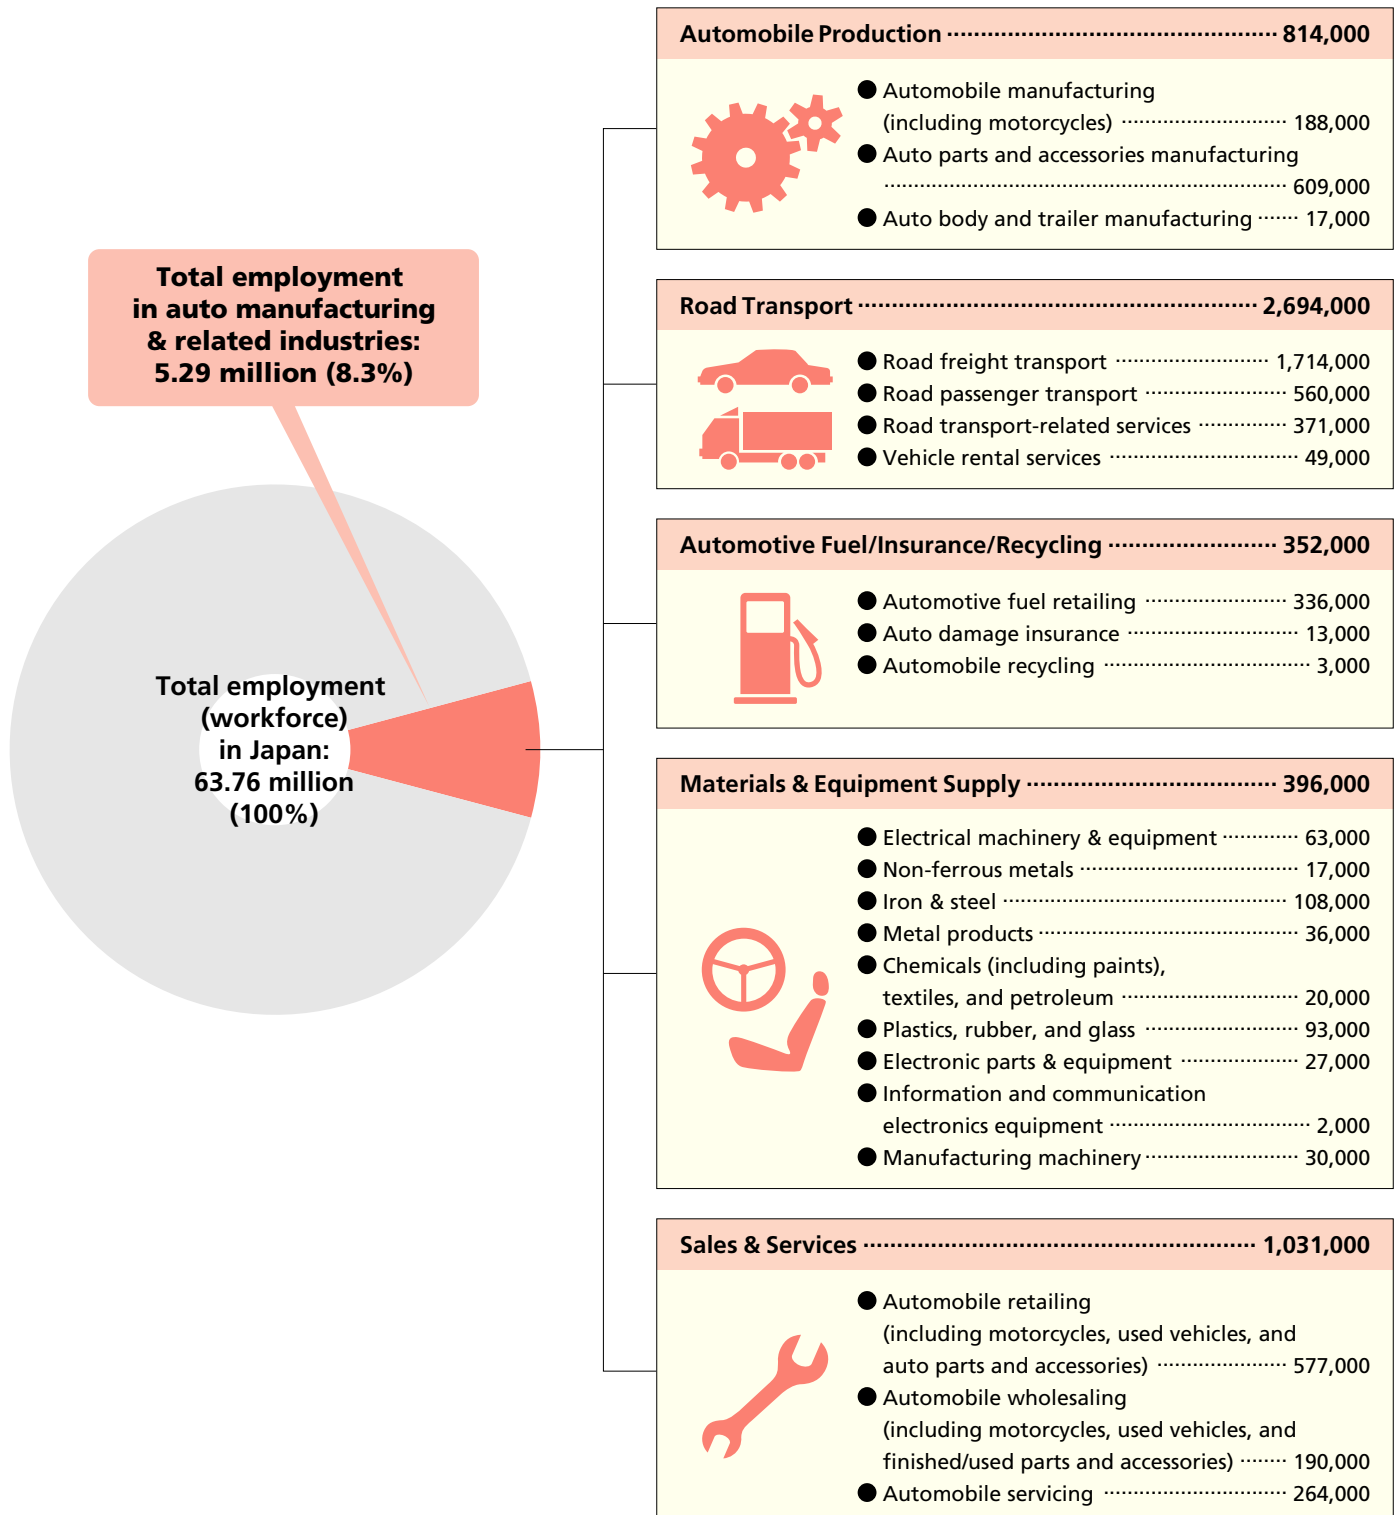 Total employment
in auto manufacturing
& related industries:
5.29 million (8.3%)
Total employment
(workforce)
in Japan:
63.76 million
(100%)
Automobile Production 814,000
● Automobile manufacturing
(including motorcycles) 188,000
● Auto parts and accessories manufacturing
609,000
● Auto body and trailer manufacturing 17,000
Road Transport 2,694,000
● Road freight transport 1,714,000
● Road passenger transport 560,000
● Road transport-related services 371,000
● Vehicle rental services 49,000
Automotive Fuel/Insurance/Recycling 352,000
● Automotive fuel retailing 336,000
● Auto damage insurance 13,000
● Automobile recycling 3,000
Materials & Equipment Supply 396,000
● Electrical machinery & equipment 63,000
● Non-ferrous metals 17,000
● Iron & steel 108,000
● Metal products 36,000
● Chemicals (including paints),
textiles, and petroleum 20,000
● Plastics, rubber, and glass 93,000
● Electronic parts & equipment 27,000
● Information and communication
electronics equipment 2,000
● Manufacturing machinery 30,000
Sales & Services 1,031,000
● Automobile retailing
(including motorcycles, used vehicles, and
auto parts and accessories) 577,000
● Automobile wholesaling
(including motorcycles, used vehicles, and
finished/used parts and accessories) 190,000
● Automobile servicing 264,000